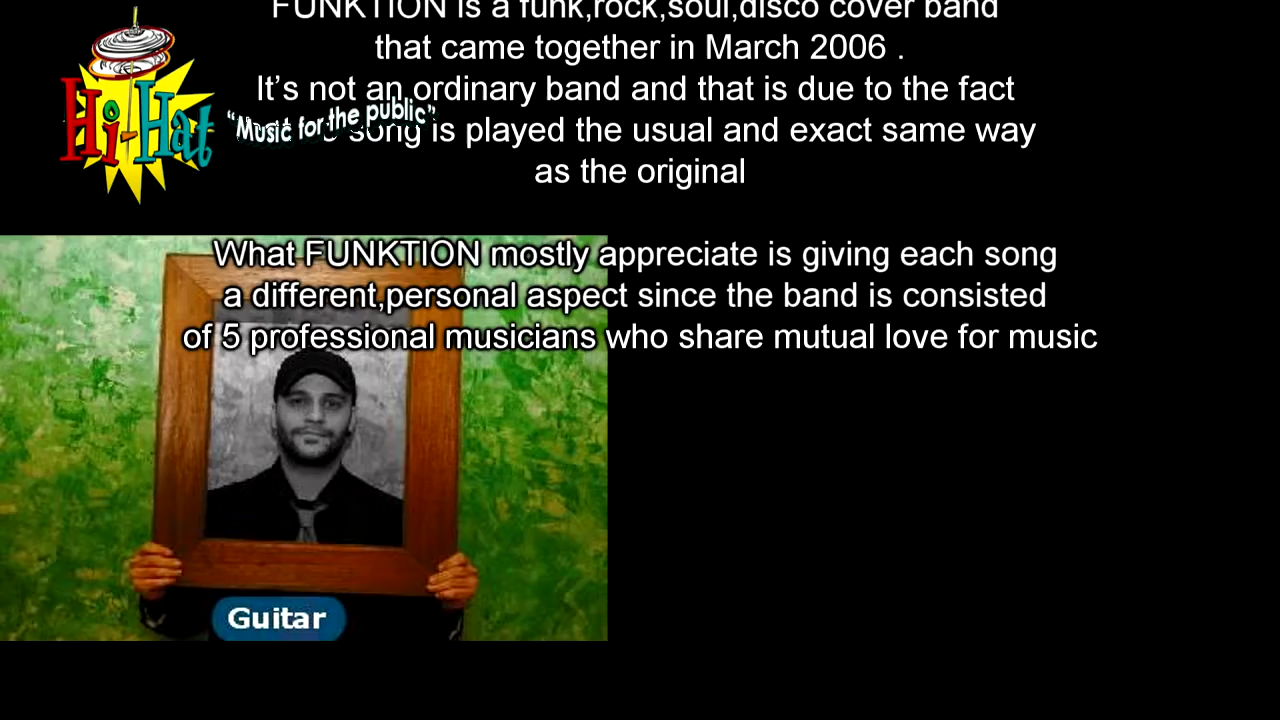 FUNKTION is a funk,rock,soul,disco cover band
that came together in March 2006 .
It’s not an ordinary band and that is due to the fact
song is played the usual and exact same way
as the original
Hi-Hat
“Music for the public”
What FUNKTION mostly appreciate is giving each song
a different,personal aspect since the band is consisted
of 5 professional musicians who share mutual love for music
Guitar